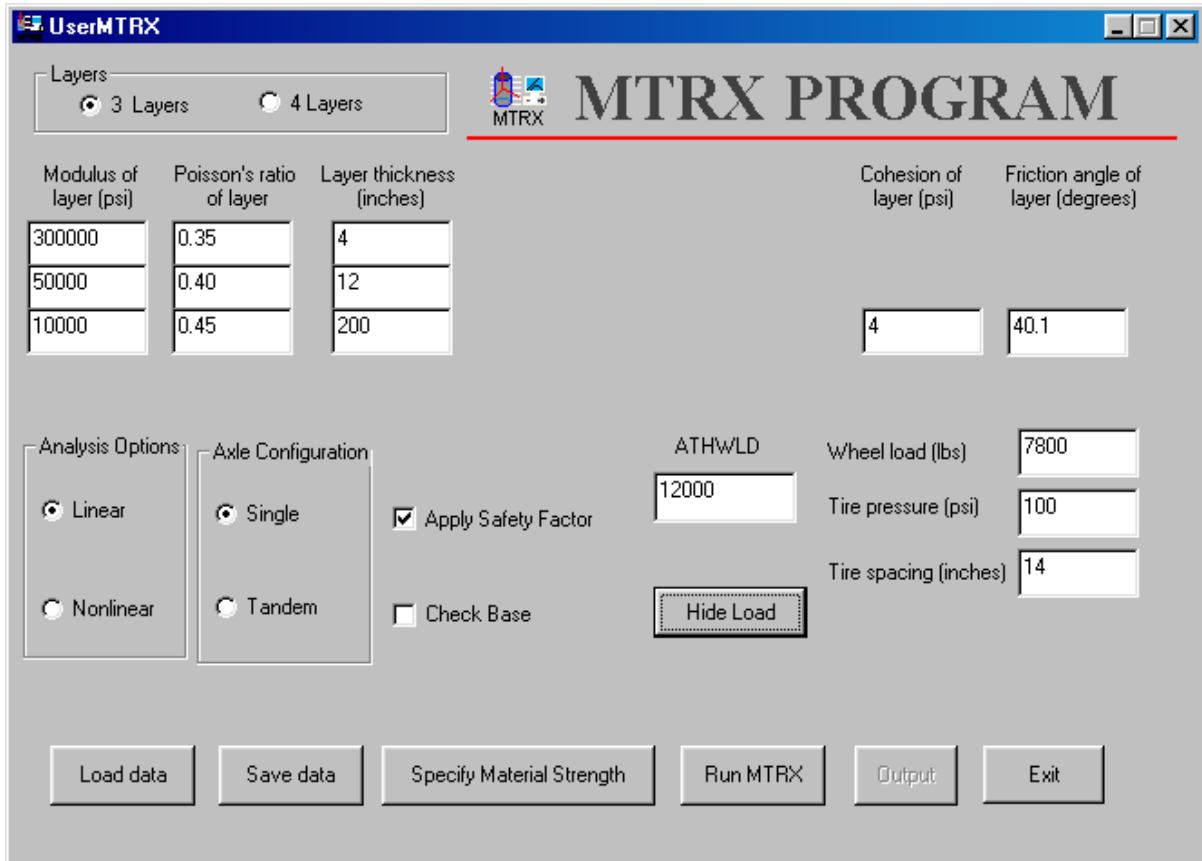 UserMTRX
Layers
3 Layers
4 Layers
MTRX
MTRX PROGRAM
Modulus of layer (psi)
Poisson's ratio of layer
Layer thickness (inches)
Cohesion of layer (psi)
Friction angle of layer (degrees)
300000
0.35
4
50000
0.40
12
10000
0.45
200
4
40.1
Analysis Options
Linear
Nonlinear
Axle Configuration
Single
Tandem
Apply Safety Factor
Check Base
ATHWLD
12000
Hide Load
Wheel load (lbs)
7800
Tire pressure (psi)
100
Tire spacing (inches)
14
Load data
Save data
Specify Material Strength
Run MTRX
Output
Exit